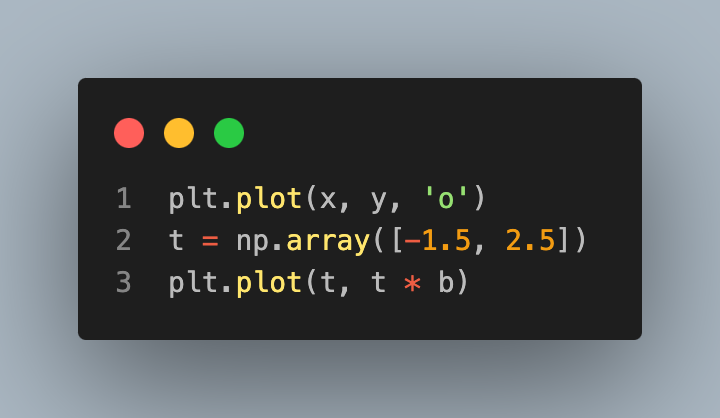 1 plt.plot(x, y, 'o')
2 t = np.array([-1.5, 2.5])
3 plt.plot(t, t * b)